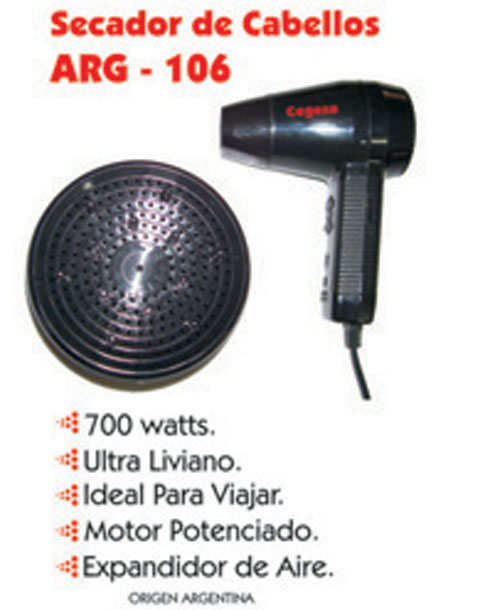 Secador de Cabellos
ARG - 106
Cegesa
700 watts.
Ultra Liviano.
Ideal Para Viajar.
Motor Potenciado.
Expandidor de Aire.
ORIGEN ARGENTINA